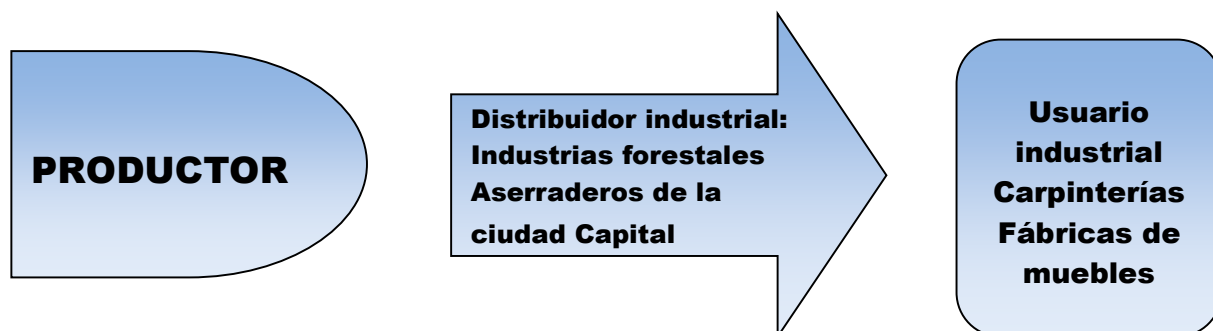 PRODUCTOR
Distribuidor industrial:
Industrias forestales
Aserraderos de la
ciudad Capital
Usuario
industrial
Carpinterías
Fábricas de
muebles